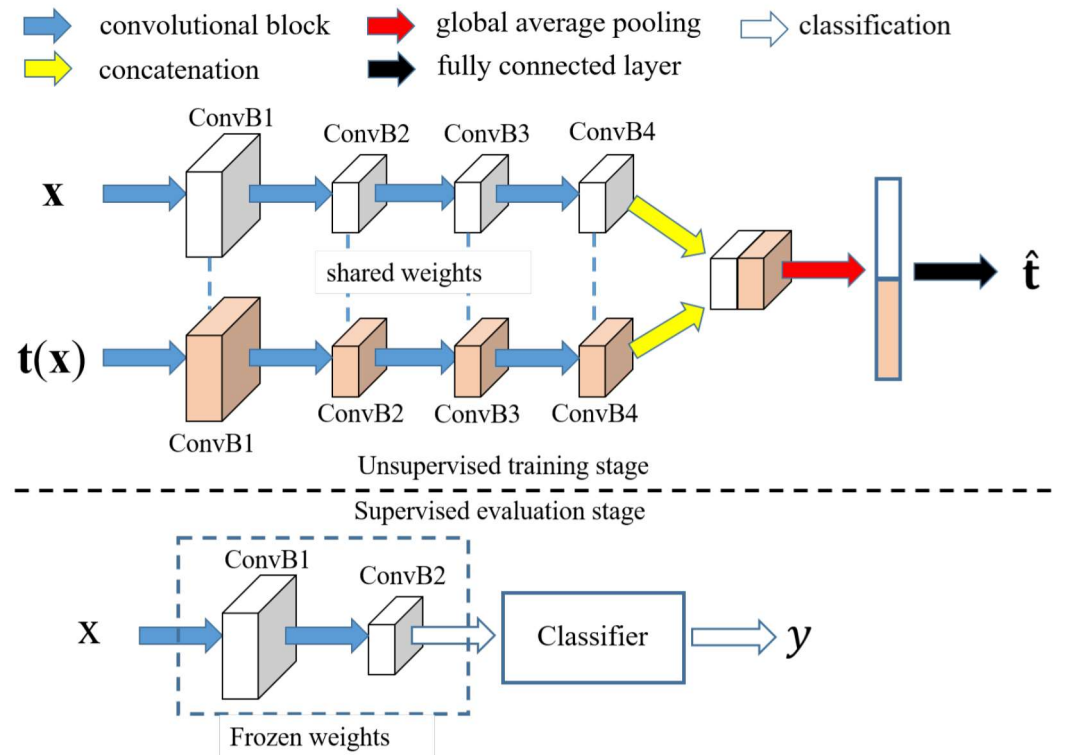 convolutional block
global average pooling
classification
concatenation
fully connected layer
ConvB1
ConvB2
ConvB3
ConvB4
x
shared weights
t̂
t(x)
ConvB1
ConvB2
ConvB3
ConvB4
Unsupervised training stage
Supervised evaluation stage
ConvB1
ConvB2
x
Classifier
y
Frozen weights